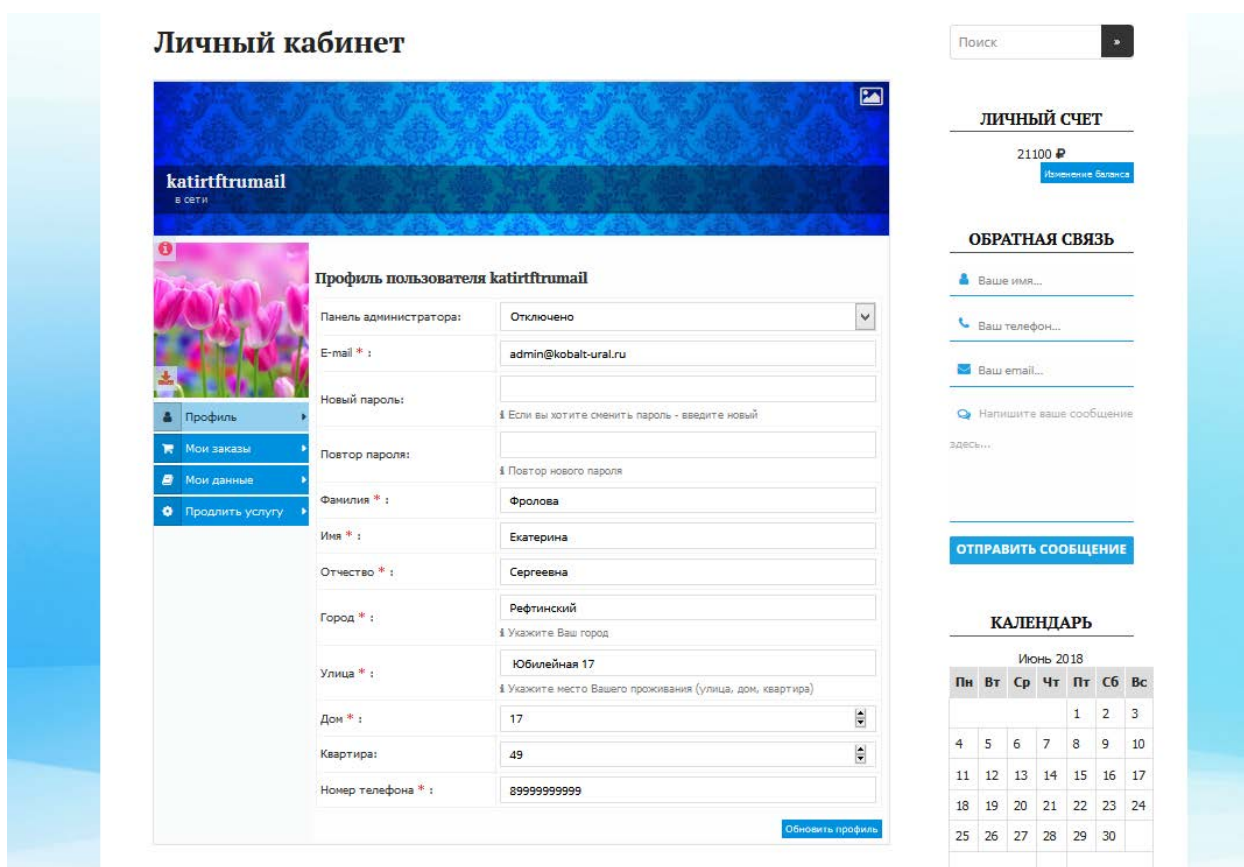 Личный кабинет
katirtftrumail
в сети
Профиль
Мои заказы
Мои данные
Продлить услугу
Профиль пользователя katirtftrumail
Панель администратора: Отключено
E-mail * : admin@kobalt-ural.ru
Новый пароль:
Если вы хотите сменить пароль - введите новый
Повтор пароля:
Повтор нового пароля
Фамилия * : Фролова
Имя * : Екатерина
Отчество * : Сергеевна
Город * : Рефтинский
Укажите Ваш город
Улица * : Юбилейная 17
Укажите место Вашего проживания (улица, дом, квартира)
Дом * : 17
Квартира: 49
Номер телефона * : 89999999999
Обновить профиль
Поиск »
ЛИЧНЫЙ СЧЕТ
21100 ₽
Изменение баланса
ОБРАТНАЯ СВЯЗЬ
Ваше имя...
Ваш телефон...
Ваш email...
Напишите ваше сообщение
здесь...
ОТПРАВИТЬ СООБЩЕНИЕ
КАЛЕНДАРЬ
Июнь 2018
Пн Вт Ср Чт Пт Сб Вс
1 2 3
4 5 6 7 8 9 10
11 12 13 14 15 16 17
18 19 20 21 22 23 24
25 26 27 28 29 30